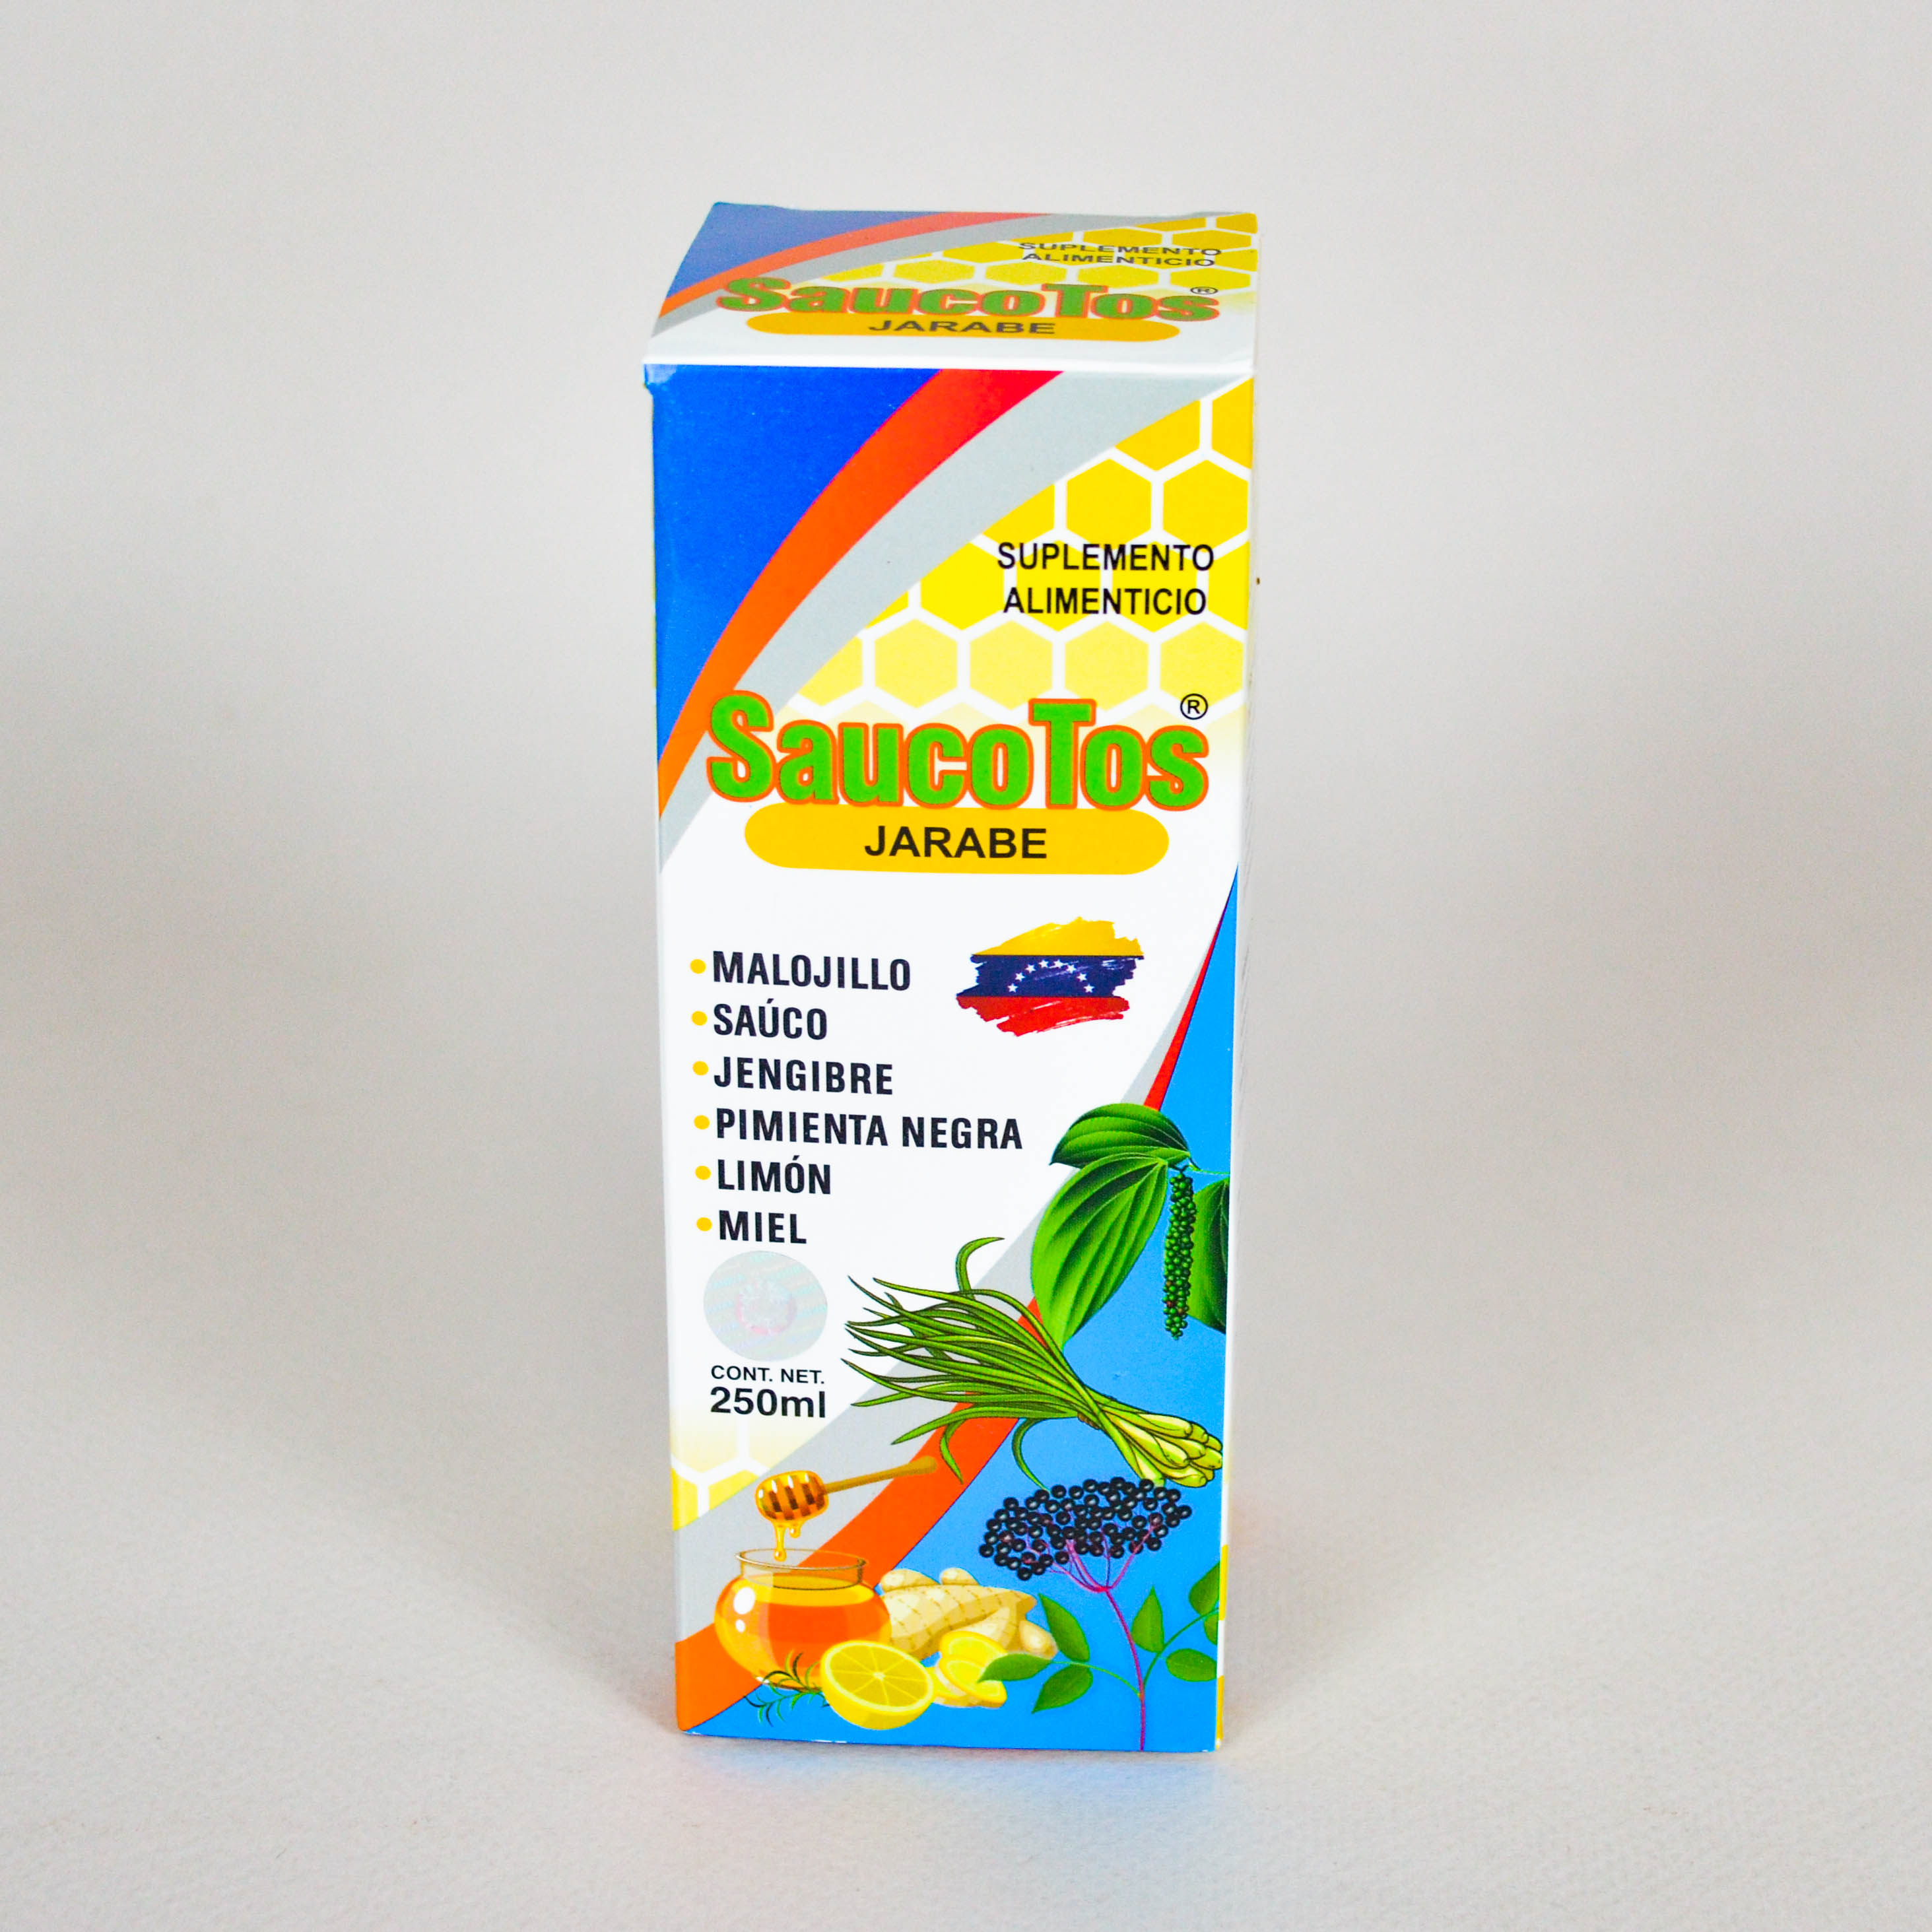 SUPLEMENTO
ALIMENTICIO
SaucoTos®
JARABE
SUPLEMENTO
ALIMENTICIO
SaucoTos®
JARABE
•MALOJILLO
•SAÚCO
•JENGIBRE
•PIMIENTA NEGRA
•LIMÓN
•MIEL
CONT. NET.
250ml